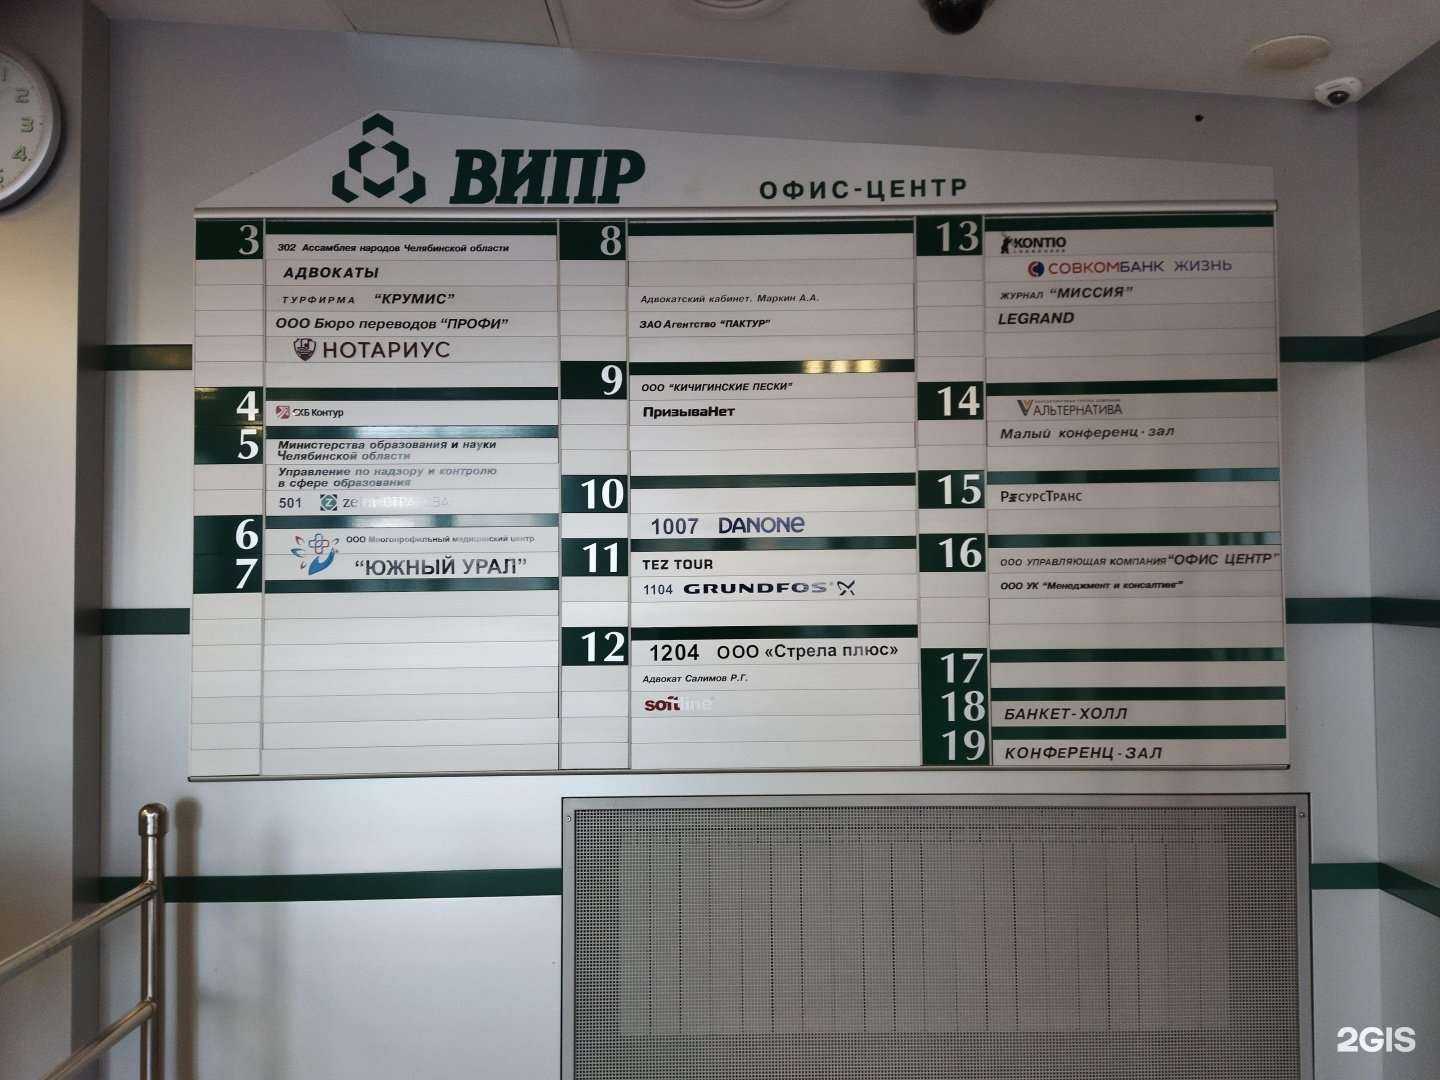 1
2
3
4
5
ВИПР
ОФИС-ЦЕНТР
3
302 Ассамблея народов Челябинской области
АДВОКАТЫ
ТУРФИРМА "КРУМИС"
ООО Бюро переводов "ПРОФИ"
НОТАРИУС
4
СКБ Контур
5
Министерства образования и науки
Челябинской области
Управление по надзору и контролю
в сфере образования
501
6
ООО Многопрофильный медицинский центр
7
"ЮЖНЫЙ УРАЛ"
8
Адвокатский кабинет. Маркин А.А.
ЗАО Агентство "ПАКТУР"
9
ООО "КИЧИГИНСКИЕ ПЕСКИ"
ПризываНет
10
1007 DANONE
11
TEZ TOUR
1104 GRUNDFOS
12
1204 ООО «Стрела плюс»
Адвокат Салимов Р.Г.
softline
13
KONTIO
СОВКОМБАНК ЖИЗНЬ
ЖУРНАЛ "МИССИЯ"
LEGRAND
14
АЛЬТЕРНАТИВА
Малый конференц-зал
15
РЕСУРСТРАНС
16
ООО УПРАВЛЯЮЩАЯ КОМПАНИЯ "ОФИС ЦЕНТР"
ООО УК "Менеджмент и консалтинг"
17
18
БАНКЕТ-ХОЛЛ
19
КОНФЕРЕНЦ-ЗАЛ
2GIS